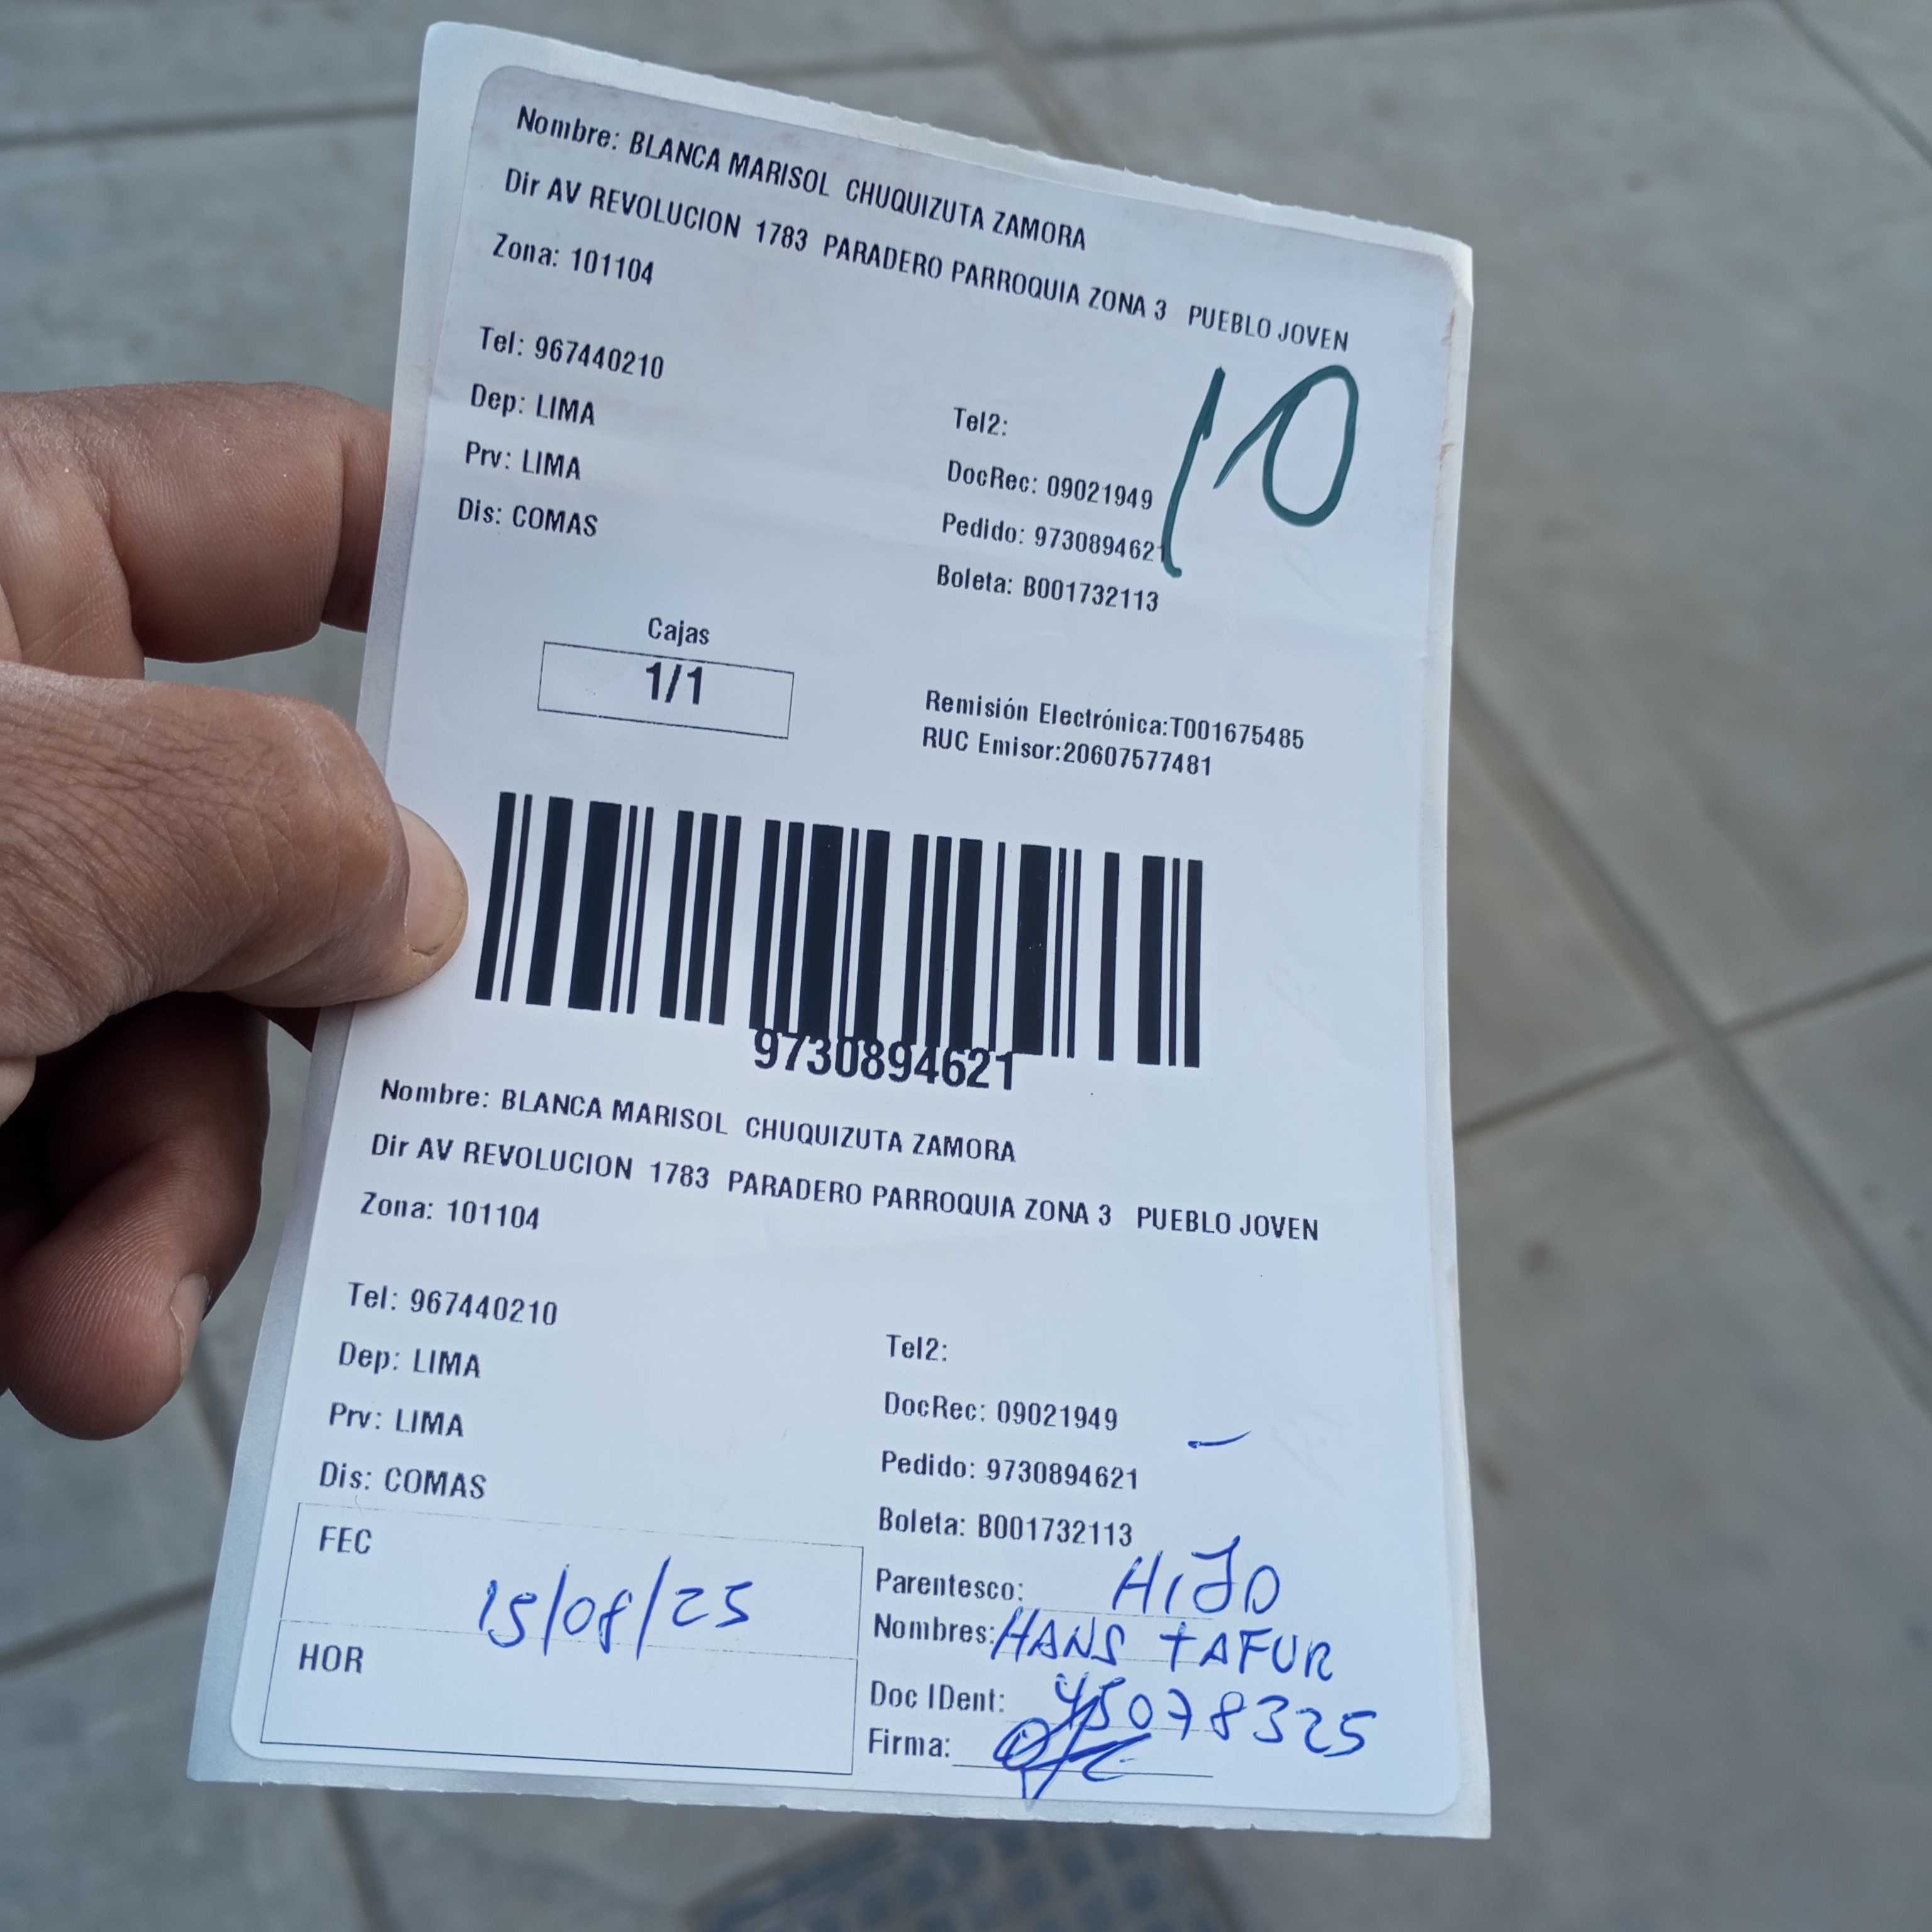 Nombre: BLANCA MARISOL CHUQUIZUTA ZAMORA
Dir AV REVOLUCION 1783 PARADERO PARROQUIA ZONA 3 PUEBLO JOVEN
Zona: 101104
10
Tel: 967440210
Dep: LIMA
Prv: LIMA
Dis: COMAS
Tel2:
DocRec: 09021949
Pedido: 9730894621
Boleta: B001732113
Cajas
1/1
Remisión Electrónica:T001675485
RUC Emisor:20607577481
9730894621
Nombre: BLANCA MARISOL CHUQUIZUTA ZAMORA
Dir AV REVOLUCION 1783 PARADERO PARROQUIA ZONA 3 PUEBLO JOVEN
Zona: 101104
Tel: 967440210
Dep: LIMA
Prv: LIMA
Dis: COMAS
Tel2:
DocRec: 09021949
Pedido: 9730894621
Boleta: B001732113
FEC 15/08/25
HOR
Parentesco: HIJO
Nombres: HANS TAFUR
Doc IDent: 45078325
Firma: